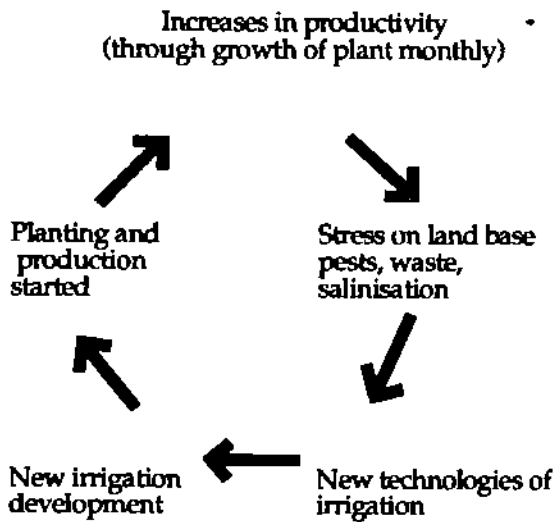 Increases in productivity
(through growth of plant monthly)
Planting and
production
started
Stress on land base
pests, waste,
salinisation
New irrigation
development
New technologies of
irrigation